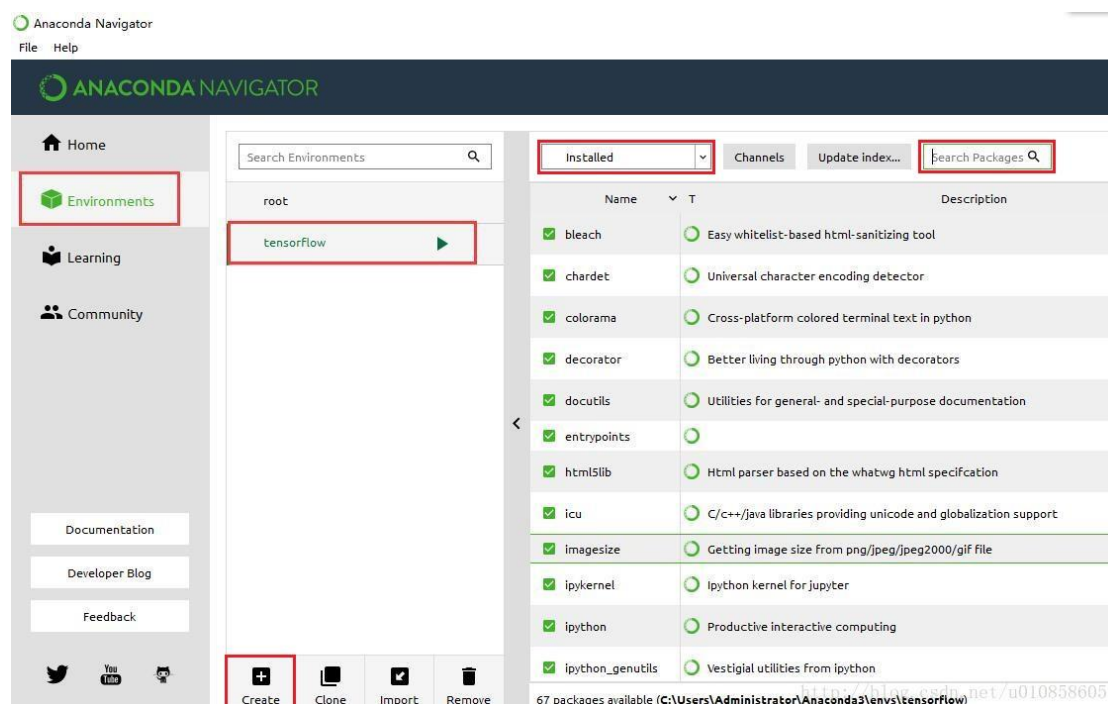 Anaconda Navigator
File Help
ANACONDA NAVIGATOR
Home
Environments
Learning
Community
Documentation
Developer Blog
Feedback
You Tube
Search Environments
root
tensorflow
Create Clone Import Remove
Installed Channels Update index... Search Packages
Name T Description
bleach Easy whitelist-based html-sanitizing tool
chardet Universal character encoding detector
colorama Cross-platform colored terminal text in python
decorator Better living through python with decorators
docutils Utilities for general- and special-purpose documentation
entrypoints
html5lib Html parser based on the whatwg html specifcation
icu C/c++/java libraries providing unicode and globalization support
imagesize Getting image size from png/jpeg/jpeg2000/gif file
ipykernel Ipython kernel for jupyter
ipython Productive interactive computing
ipython_genutils Vestigial utilities from ipython
67 packages available (C:\Users\Administrator\Anaconda3\envs\tensorflow)
http://blog.csdn.net/u010858605